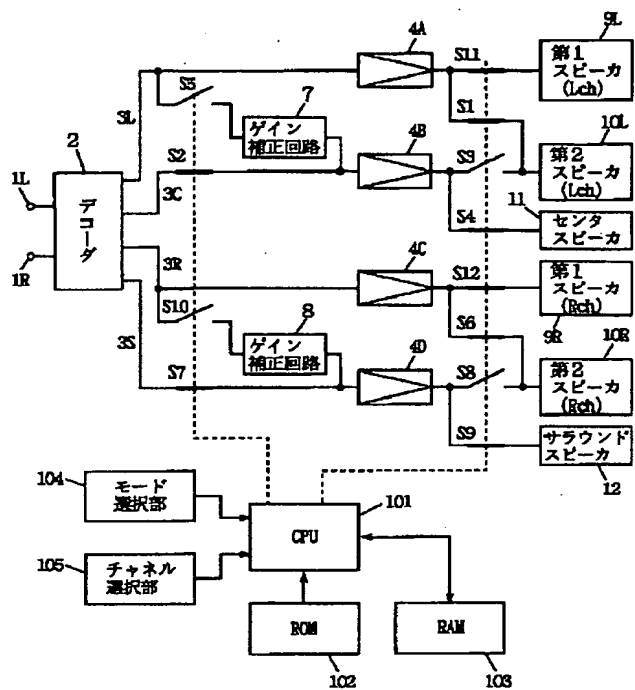 4A
S11
9L
第1
スピーカ
(Lch)
S5
7
S1
3L
ゲイン
補正回路
10L
2
S2
4B
S3
第2
スピーカ
(Lch)
1L
3C
11
デコーダ
S4
センタ
スピーカ
1R
3R
4C
S12
第1
スピーカ
(Rch)
S10
8
S6
9R
10R
3S
ゲイン
補正回路
S7
4D
S8
第2
スピーカ
(Rch)
S9
サラウンド
スピーカ
12
104
モード
選択部
101
CPU
105
チャネル
選択部
ROM
RAM
102
103